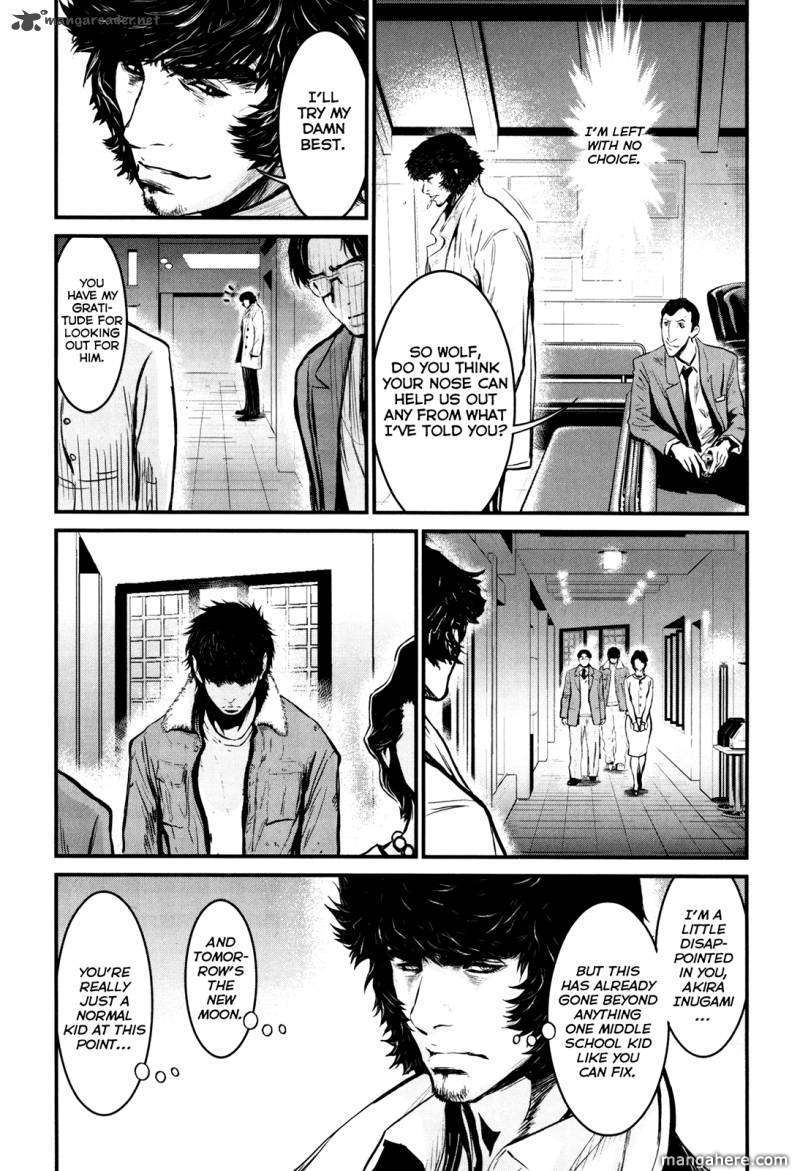 mangareader.net
I'M LEFT
WITH NO
CHOICE.
SO WOLF,
DO YOU THINK
YOUR NOSE CAN
HELP US OUT
ANY FROM WHAT
I'VE TOLD YOU?
I'LL
TRY MY
DAMN
BEST.
YOU
HAVE MY
GRATI-
TUDE FOR
LOOKING
OUT FOR
HIM.
I'M A
LITTLE
DISAP-
POINTED
IN YOU,
AKIRA
INUGAMI
...
BUT THIS
HAS ALREADY
GONE BEYOND
ANYTHING
ONE MIDDLE
SCHOOL KID
LIKE YOU
CAN FIX.
AND
TOMOR-
ROW'S
THE
NEW
MOON.
YOU'RE
REALLY
JUST A
NORMAL
KID AT THIS
POINT...
mangahere.com